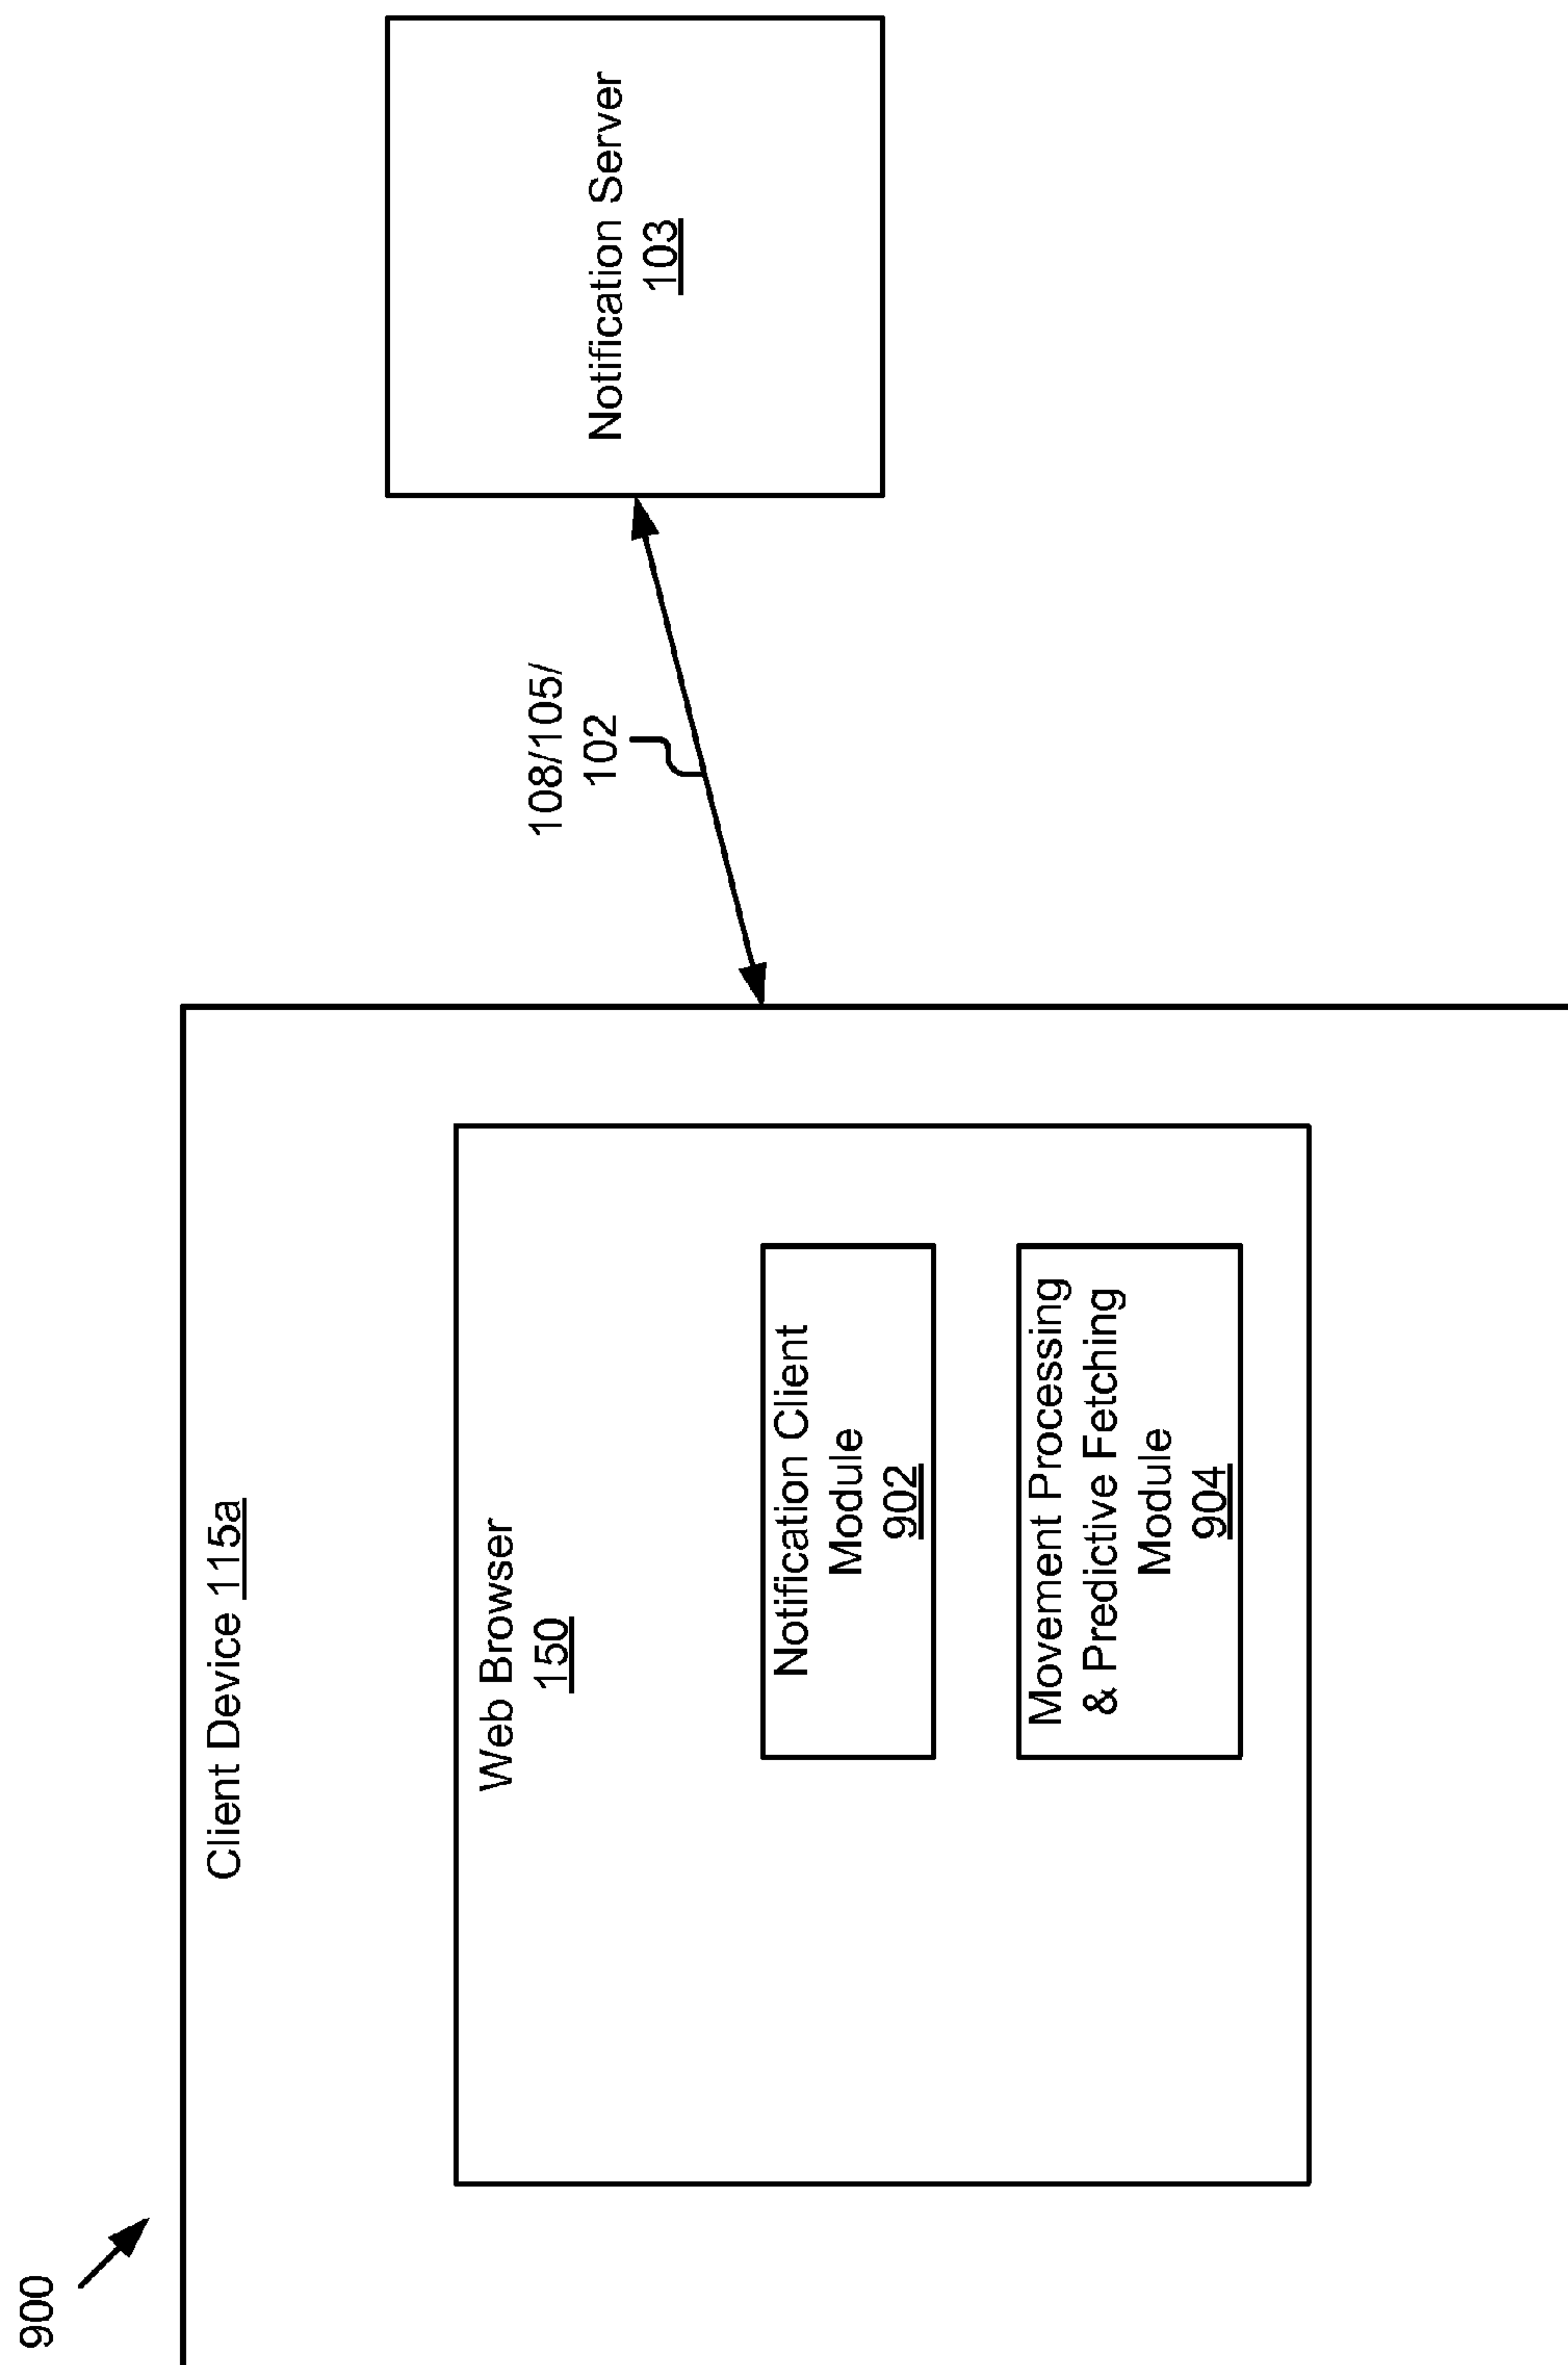 900
Client Device 115a
Web Browser
150
Notification Client
Module
902
Movement Processing
& Predictive Fetching
Module
904
108/105/
102
Notification Server
103